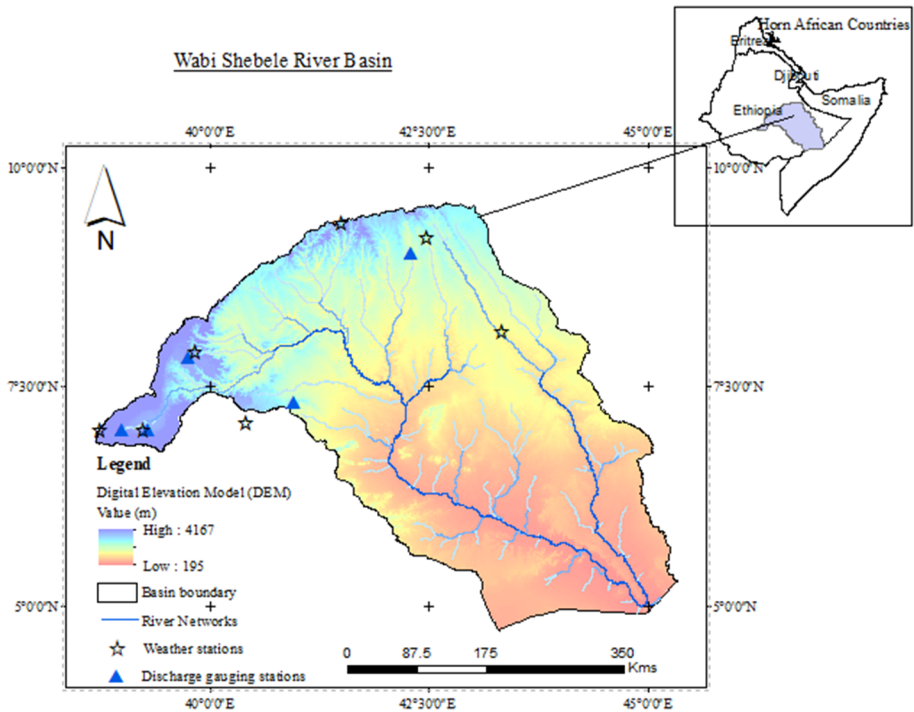 Wabi Shebele River Basin
Horn African Countries
Eritrea
Djibouti
Somalia
Ethiopia
40°0'0"E 42°30'0"E 45°0'0"E
10°0'0"N 10°0'0"N
N
7°30'0"N 7°30'0"N
Legend
Digital Elevation Model (DEM)
Value (m)
High : 4167
Low : 195
Basin boundary
River Networks
Weather stations
Discharge gauging stations
5°0'0"N 5°0'0"N
0 87.5 175 350
Kms
40°0'0"E 42°30'0"E 45°0'0"E